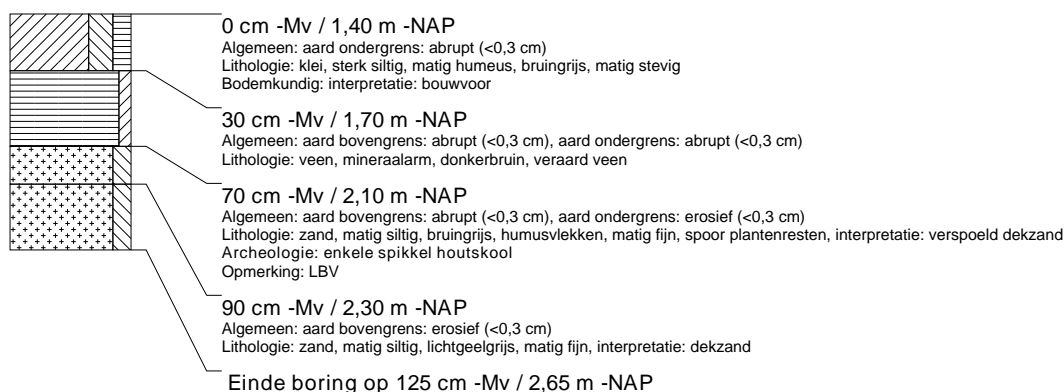 0 cm -Mv / 1,40 m -NAP
Algemeen: aard ondergrens: abrupt (<0,3 cm)
Lithologie: klei, sterk siltig, matig humeus, bruingrijs, matig stevig
Bodemkundig: interpretatie: bouwvoor
30 cm -Mv / 1,70 m -NAP
Algemeen: aard bovengrens: abrupt (<0,3 cm), aard ondergrens: abrupt (<0,3 cm)
Lithologie: veen, mineraalarm, donkerbruin, veraard veen
70 cm -Mv / 2,10 m -NAP
Algemeen: aard bovengrens: abrupt (<0,3 cm), aard ondergrens: erosief (<0,3 cm)
Lithologie: zand, matig siltig, bruingrijs, humusvlekken, matig fijn, spoor plantenresten, interpretatie: verspoeld dekzand
Archeologie: enkele spikkel houtskool
Opmerking: LBV
90 cm -Mv / 2,30 m -NAP
Algemeen: aard bovengrens: erosief (<0,3 cm)
Lithologie: zand, matig siltig, lichtgeelgrijs, matig fijn, interpretatie: dekzand
Einde boring op 125 cm -Mv / 2,65 m -NAP